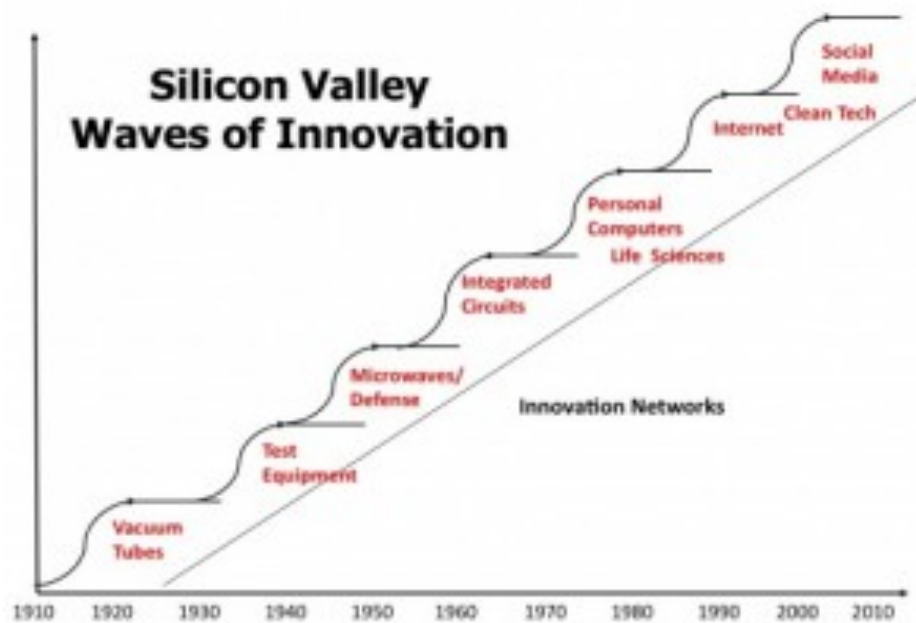 Silicon Valley
Waves of Innovation
Social
Media
Clean Tech
Internet
Personal
Computers
Life Sciences
Integrated
Circuits
Microwaves/
Defense
Innovation Networks
Test
Equipment
Vacuum
Tubes
1910 1920 1930 1940 1950 1960 1970 1980 1990 2000 2010